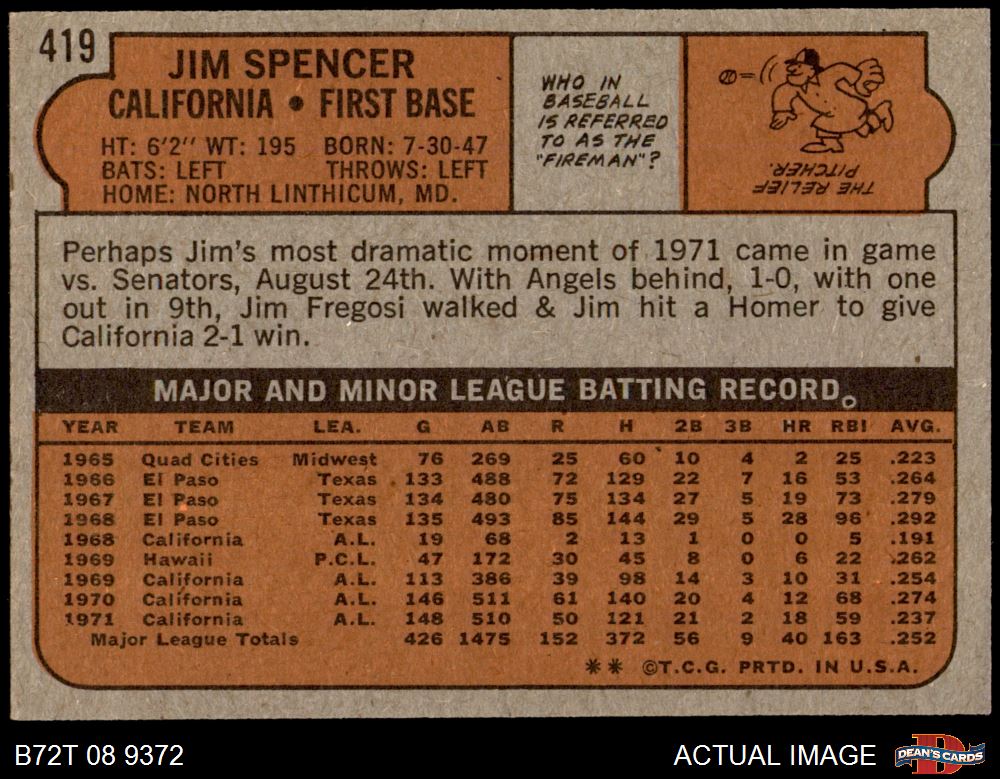 419
JIM SPENCER
CALIFORNIA • FIRST BASE
HT: 6'2" WT: 195 BORN: 7-30-47
BATS: LEFT THROWS: LEFT
HOME: NORTH LINTHICUM, MD.
WHO IN
BASEBALL
IS REFERRED
TO AS THE
"FIREMAN"?
THE RELIEF
PITCHER.
Perhaps Jim's most dramatic moment of 1971 came in game
vs. Senators, August 24th. With Angels behind, 1-0, with one
out in 9th, Jim Fregosi walked & Jim hit a Homer to give
California 2-1 win.
MAJOR AND MINOR LEAGUE BATTING RECORD
YEAR TEAM LEA. G AB R H 2B 3B HR RBI AVG.
1965 Quad Cities Midwest 76 269 25 60 10 4 2 25 .223
1966 El Paso Texas 133 488 72 129 22 7 16 53 .264
1967 El Paso Texas 134 480 75 134 27 5 19 73 .279
1968 El Paso Texas 135 493 85 144 29 5 28 96 .292
1968 California A.L. 19 68 2 13 1 0 0 5 .191
1969 Hawaii P.C.L. 47 172 30 45 8 0 6 22 .262
1969 California A.L. 113 386 39 98 14 3 10 31 .254
1970 California A.L. 146 511 61 140 20 4 12 68 .274
1971 California A.L. 148 510 50 121 21 2 18 59 .237
Major League Totals 426 1475 152 372 56 9 40 163 .252
** ©T.C.G. PRTD. IN U.S.A.
B72T 08 9372 ACTUAL IMAGE DEAN'S CARDS